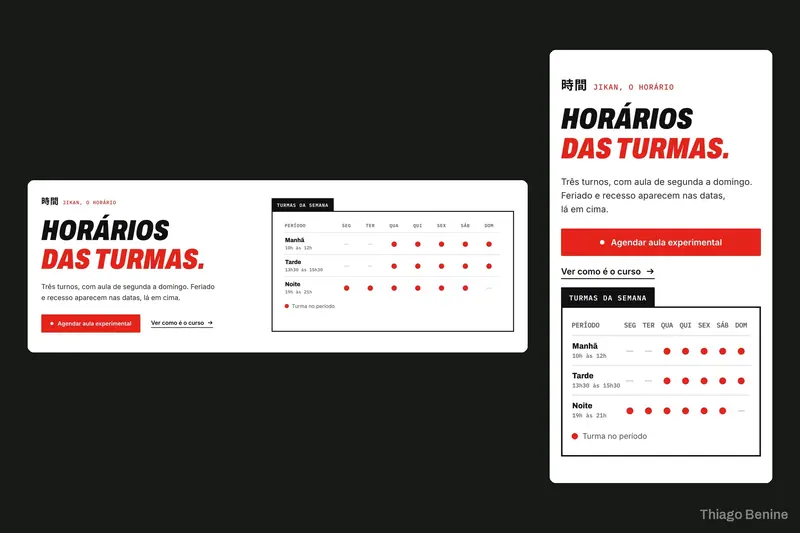 時間 JIKAN, O HORÁRIO
HORÁRIOS
DAS TURMAS.
Três turnos, com aula de segunda a domingo. Feriado
e recesso aparecem nas datas, lá em cima.
Agendar aula experimental
Ver como é o curso →
TURMAS DA SEMANA
PERÍODO SEG TER QUA QUI SEX SÁB DOM
Manhã
10h às 12h
Tarde
13h30 às 15h30
Noite
19h às 21h
Turma no período
時間 JIKAN, O HORÁRIO
HORÁRIOS
DAS TURMAS.
Três turnos, com aula de segunda a domingo.
Feriado e recesso aparecem nas datas,
lá em cima.
Agendar aula experimental
Ver como é o curso →
TURMAS DA SEMANA
PERÍODO SEG TER QUA QUI SEX SÁB DOM
Manhã
10h às 12h
Tarde
13h30 às 15h30
Noite
19h às 21h
Turma no período
Thiago Benine